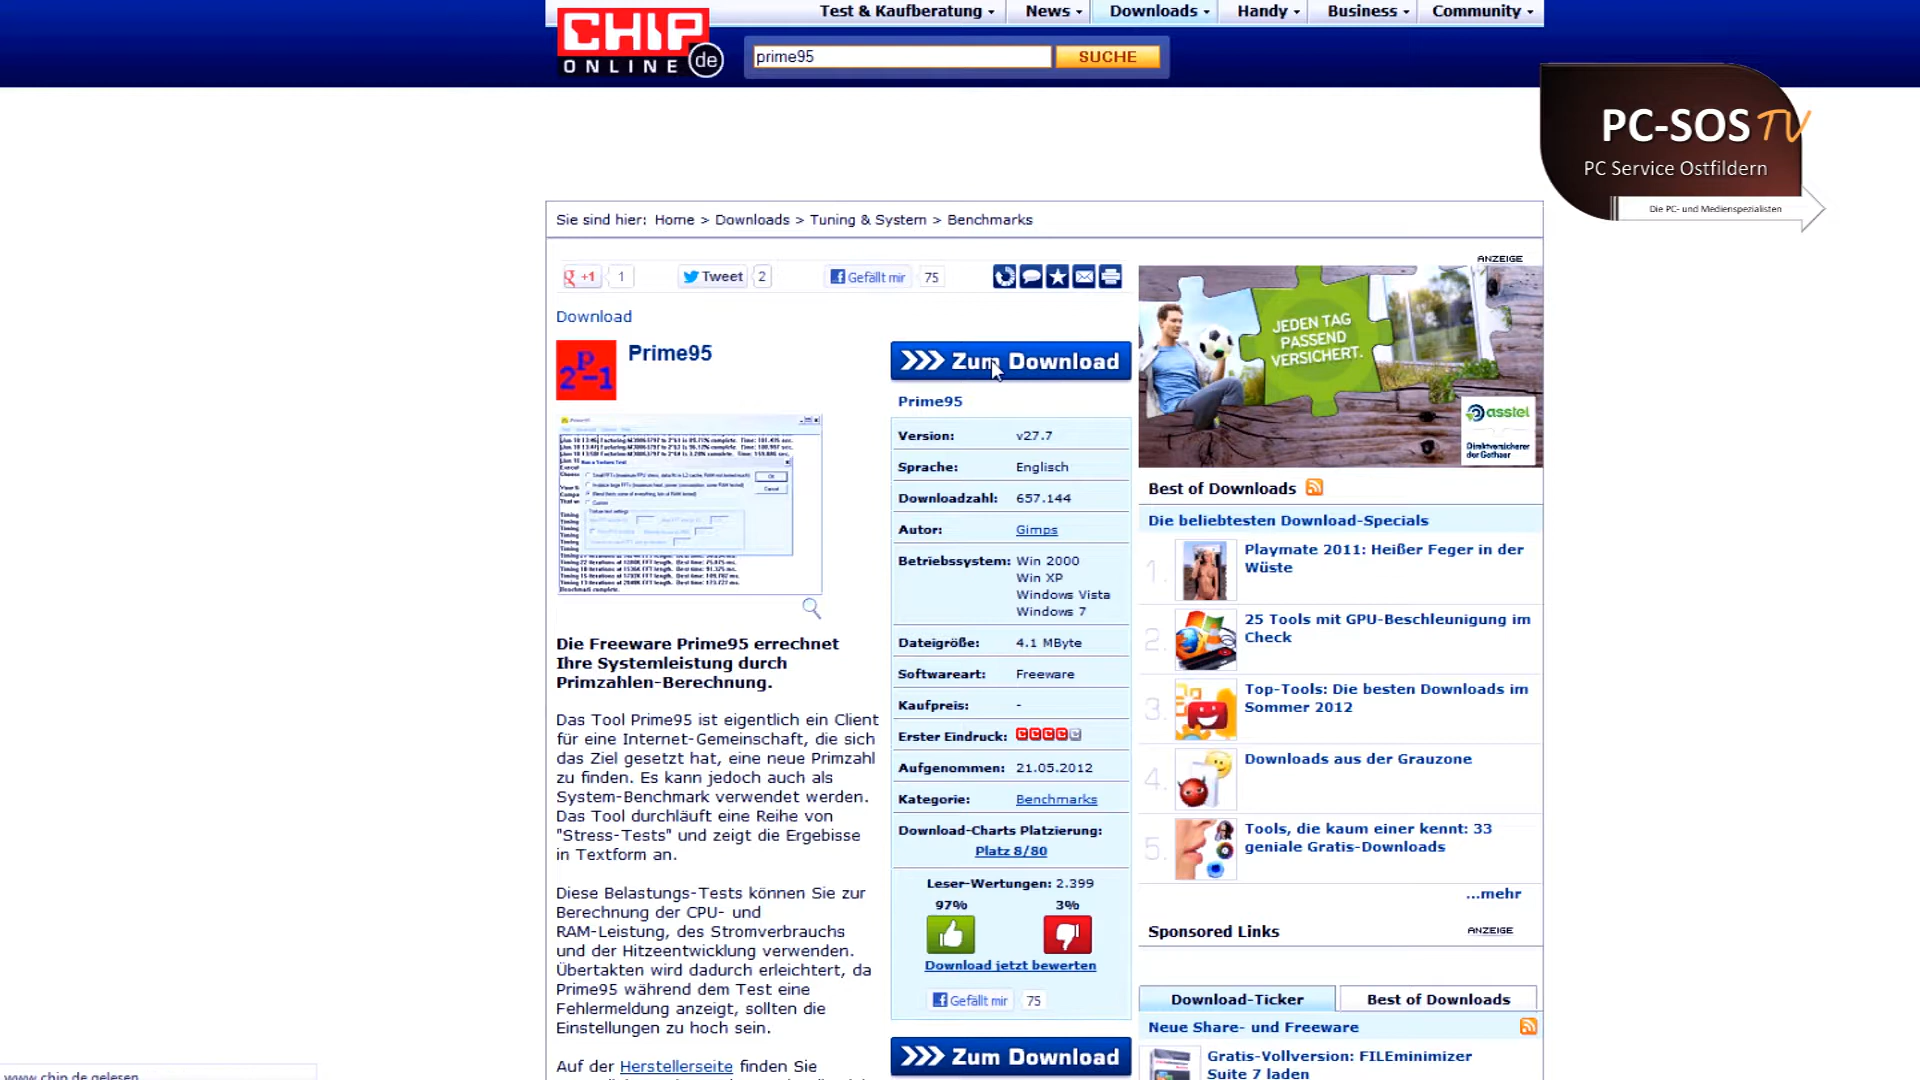 Test & Kaufberatung
News
Downloads
Handy
Business
Community
CHIP
ONLINE de
prime95
SUCHE
PC-SOS TV
PC Service Ostfildern
Die PC- und Medienspezialisten
Sie sind hier: Home > Downloads > Tuning & System > Benchmarks
+1
1
Tweet
2
Gefällt mir
75
ANZEIGE
JEDEN TAG
PASSEND
VERSICHERT.
asstel
Direktversicherer
der Gothaer
Download
Prime95
Zum Download
Prime95
Version: v27.7
Sprache: Englisch
Downloadzahl: 657.144
Autor: Gimps
Betriebssystem: Win 2000
Win XP
Windows Vista
Windows 7
Dateigröße: 4.1 MByte
Softwareart: Freeware
Kaufpreis: -
Erster Eindruck:
Aufgenommen: 21.05.2012
Kategorie: Benchmarks
Download-Charts Platzierung:
Platz 8/80
Leser-Wertungen: 2.399
97%
3%
Download jetzt bewerten
Gefällt mir
75
Zum Download
Die Freeware Prime95 errechnet
Ihre Systemleistung durch
Primzahlen-Berechnung.
Das Tool Prime95 ist eigentlich ein Client
für eine Internet-Gemeinschaft, die sich
das Ziel gesetzt hat, eine neue Primzahl
zu finden. Es kann jedoch auch als
System-Benchmark verwendet werden.
Das Tool durchläuft eine Reihe von
"Stress-Tests" und zeigt die Ergebisse
in Textform an.
Diese Belastungs-Tests können Sie zur
Berechnung der CPU- und
RAM-Leistung, des Stromverbrauchs
und der Hitzeentwicklung verwenden.
Übertakten wird dadurch erleichtert, da
Prime95 während dem Test eine
Fehlermeldung anzeigt, sollten die
Einstellungen zu hoch sein.
Auf der Herstellerseite finden Sie
Best of Downloads
Die beliebtesten Download-Specials
1.
Playmate 2011: Heißer Feger in der
Wüste
2.
25 Tools mit GPU-Beschleunigung im
Check
3.
Top-Tools: Die besten Downloads im
Sommer 2012
4.
Downloads aus der Grauzone
5.
Tools, die kaum einer kennt: 33
geniale Gratis-Downloads
...mehr
Sponsored Links
ANZEIGE
Download-Ticker
Best of Downloads
Neue Share- und Freeware
Gratis-Vollversion: FILEminimizer
Suite 7 laden
www.chip.de gelesen